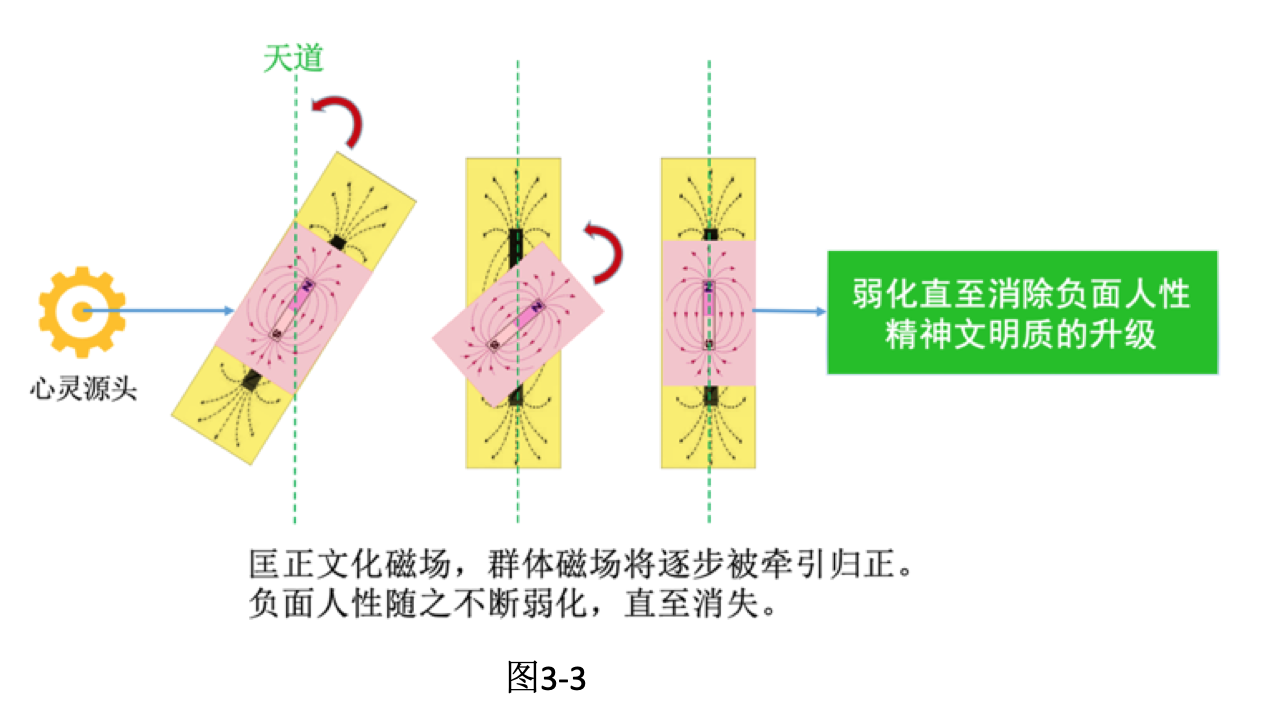 天道
心灵源头
N
S
N
S
N
S
弱化直至消除负面人性
精神文明质的升级
匡正文化磁场，群体磁场将逐步被牵引归正。
负面人性随之不断弱化，直至消失。
图3-3